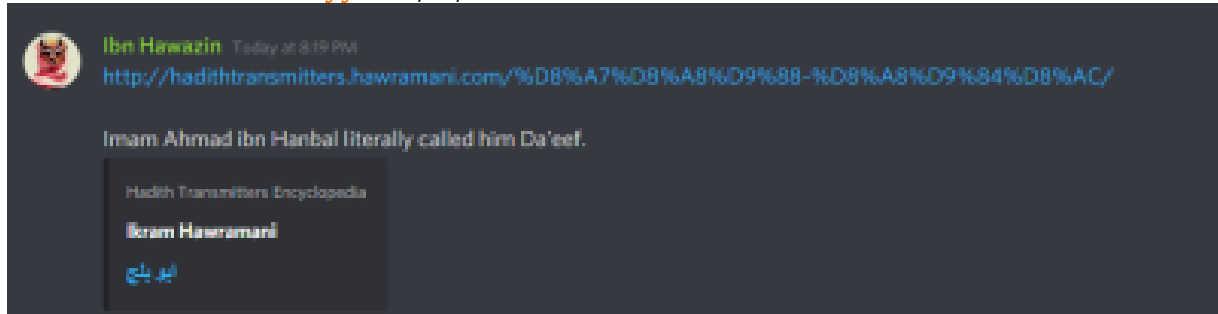 Ibn Hawazin Today at 8:19 PM
http://hadithtransmitters.hawramani.com/%D8%A7%D8%A8%D9%88-%D8%A8%D9%84%D8%AC/
Imam Ahmad ibn Hanbal literally called him Da'eef.
Hadith Transmitters Encyclopedia
Ikram Hawramani
ابو بلج